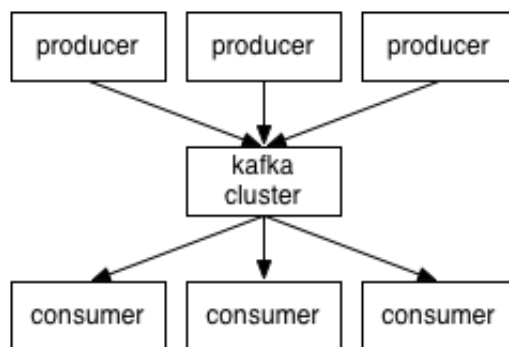 producer producer producer
kafka
cluster
consumer consumer consumer